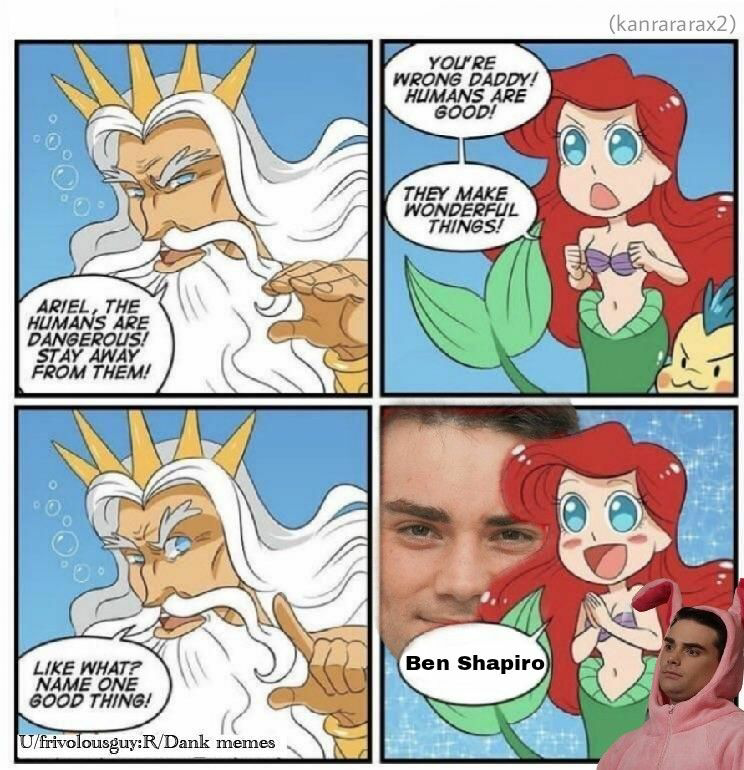 (kanrararax2)
ARIEL, THE
HUMANS ARE
DANGEROUS!
STAY AWAY
FROM THEM!
YOU'RE
WRONG DADDY!
HUMANS ARE
GOOD!
THEY MAKE
WONDERFUL
THINGS!
LIKE WHAT?
NAME ONE
GOOD THING!
Ben Shapiro
U/frivolousguy:R/Dank memes